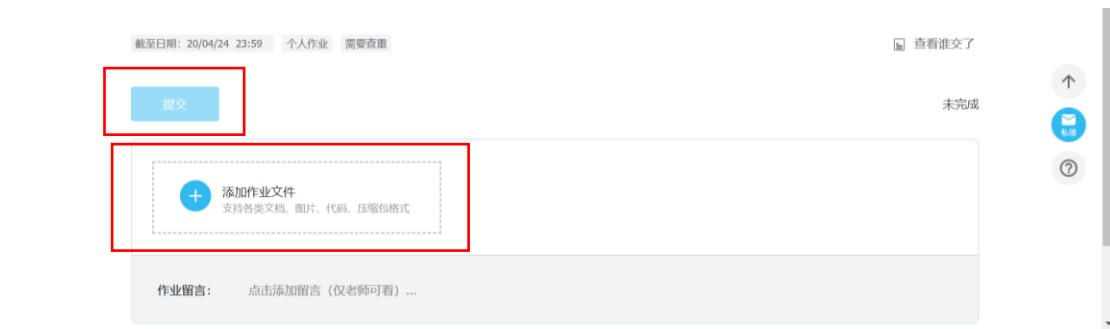 截至日期: 20/04/24 23:59 个人作业 需要查重 查看谁交了
提交 未完成
私信
添加作业文件
支持各类文档、图片、代码、压缩包格式
作业留言： 点击添加留言（仅老师可看）...